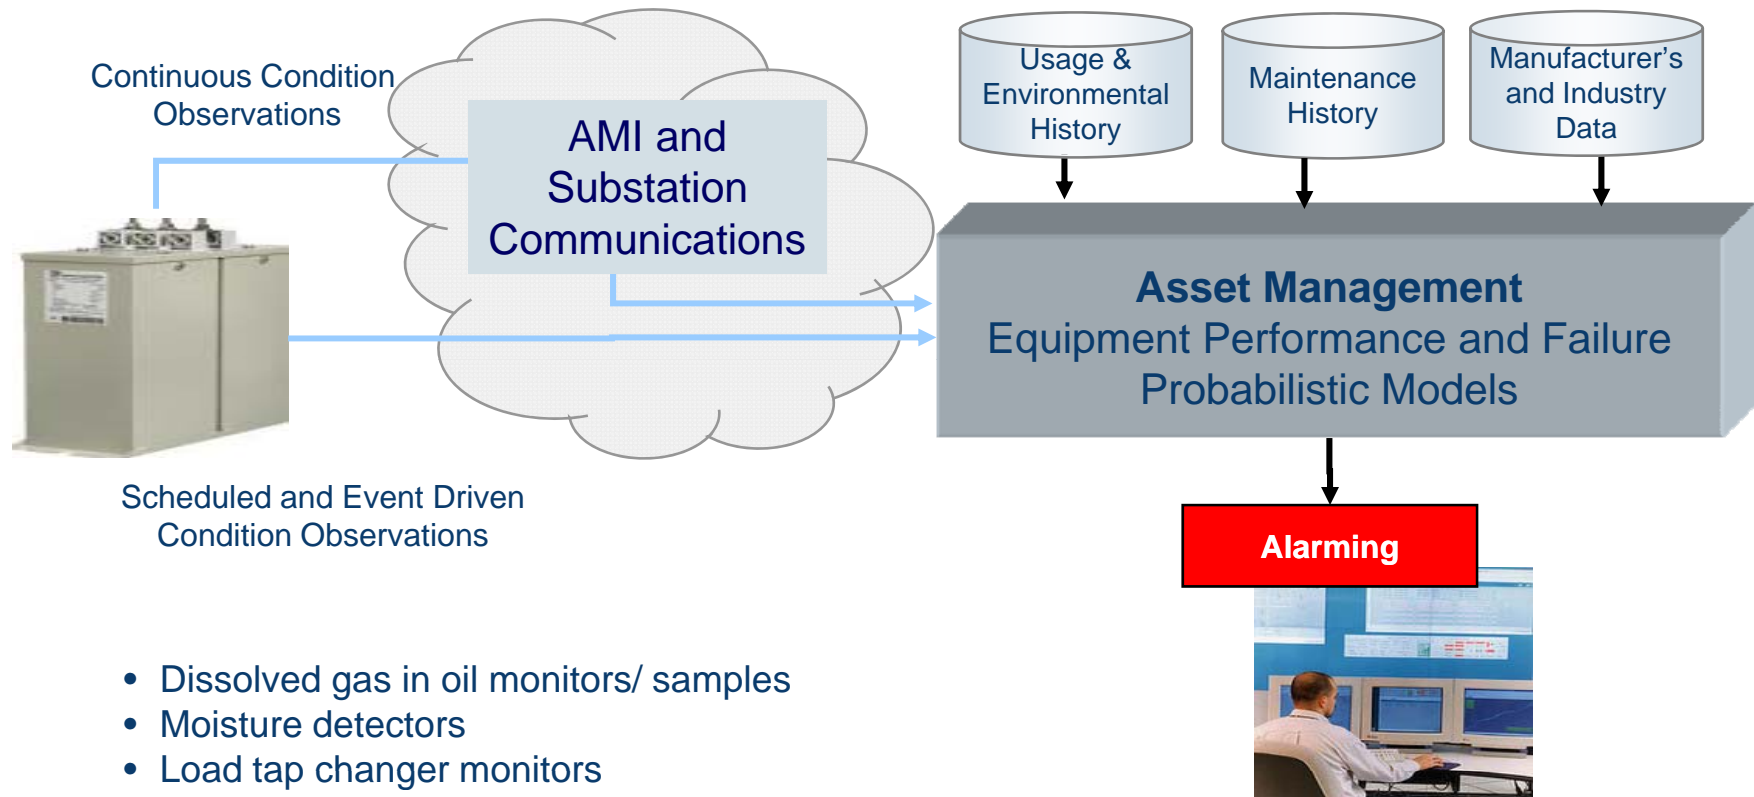 Continuous Condition
Observations
AMI and
Substation
Communications
Usage &
Environmental
History
Maintenance
History
Manufacturer's
and Industry
Data
Asset Management
Equipment Performance and Failure
Probabilistic Models
Scheduled and Event Driven
Condition Observations
Alarming
• Dissolved gas in oil monitors/ samples
• Moisture detectors
• Load tap changer monitors